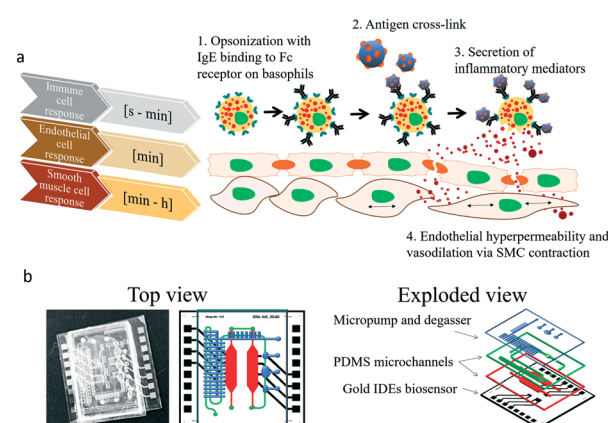 a
1. Opsonization with
IgE binding to Fc
receptor on basophils
2. Antigen cross-link
3. Secretion of
inflammatory mediators
Immune
cell
response
[s - min]
Endothelial
cell
response
[min]
Smooth
muscle cell
response
[min - h]
4. Endothelial hyperpermeability and
vasodilation via SMC contraction
b
Top view
Exploded view
Micropump and degasser
PDMS microchannels
Gold IDEs biosensor